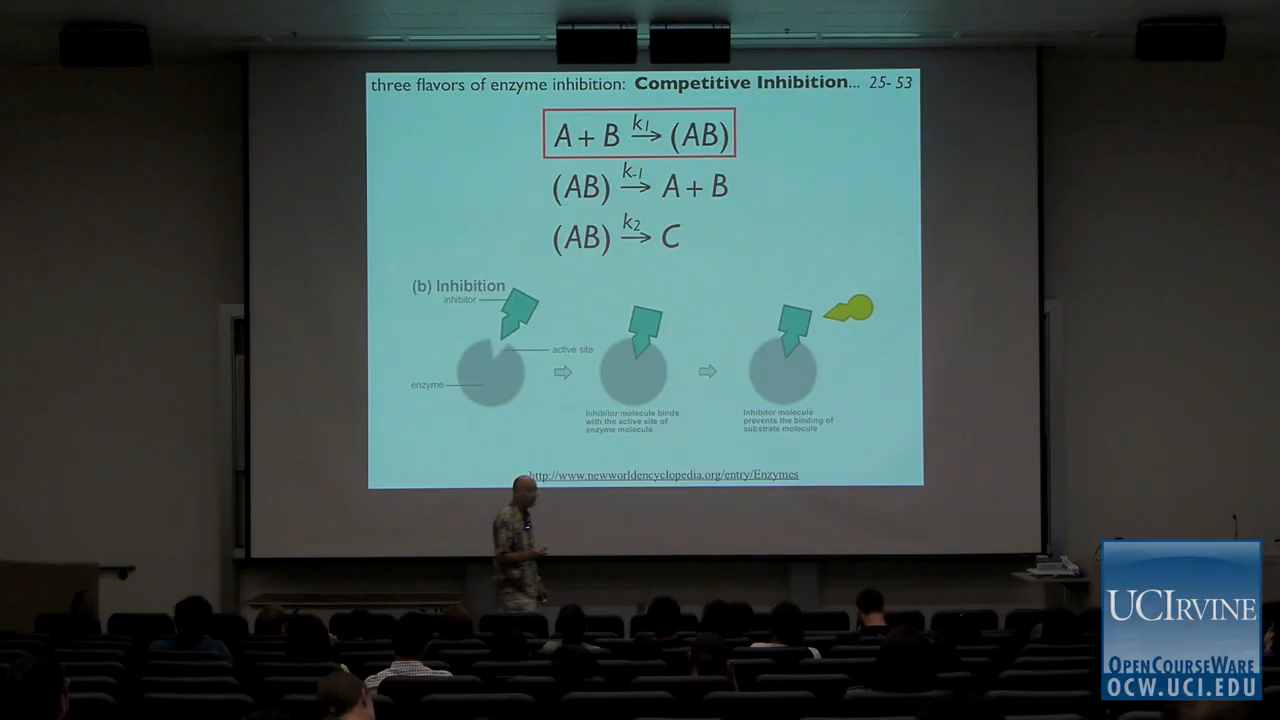 three flavors of enzyme inhibition: Competitive Inhibition... 25- 53
A + B k1 → (AB)
(AB) k-1 → A + B
(AB) k2 → C
(b) Inhibition
inhibitor
active site
enzyme
Inhibitor molecule binds
with the active site of
enzyme molecule
Inhibitor molecule
prevents the binding of
substrate molecule
http://www.newworldencyclopedia.org/entry/Enzymes
UCIRVINE
OPENCOURSEWARE
OCW.UCI.EDU